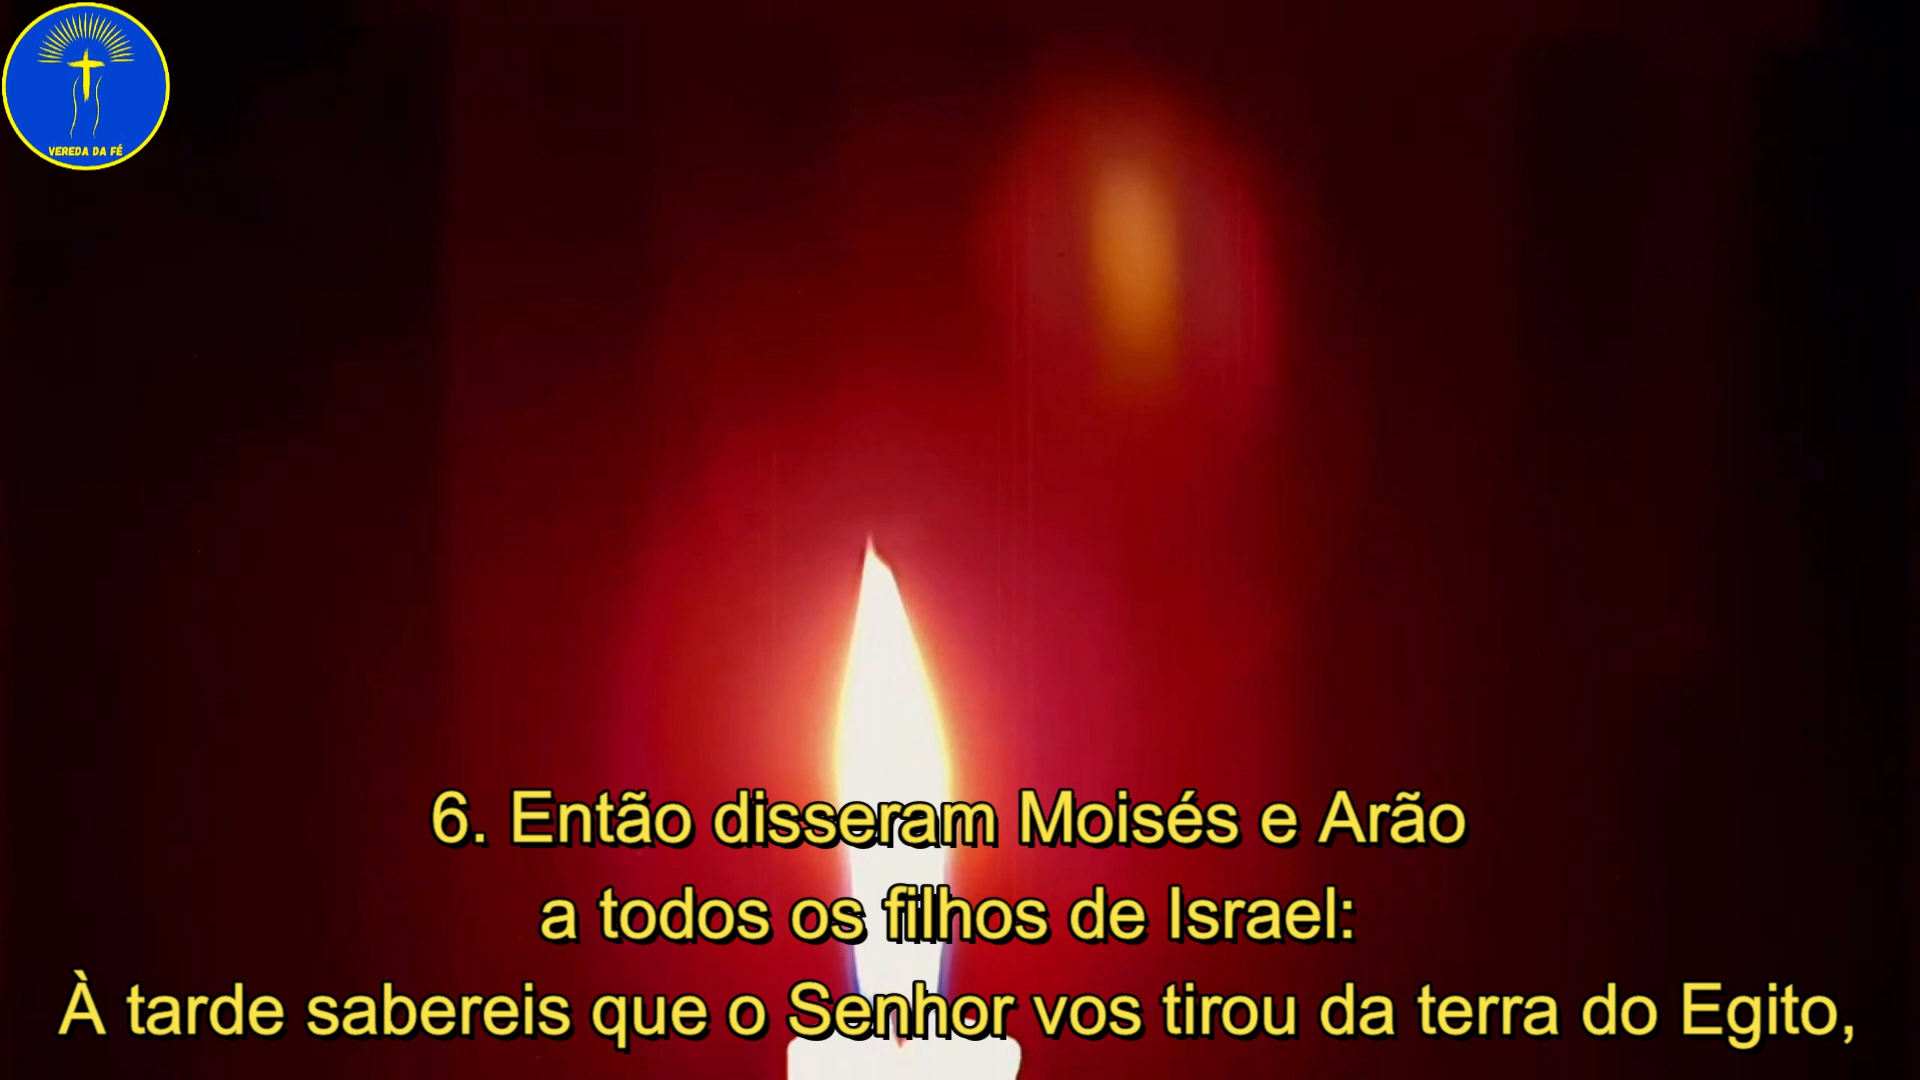 VEREDA DA FÉ
6. Então disseram Moisés e Arão
a todos os filhos de Israel:
À tarde sabereis que o Senhor vos tirou da terra do Egito,